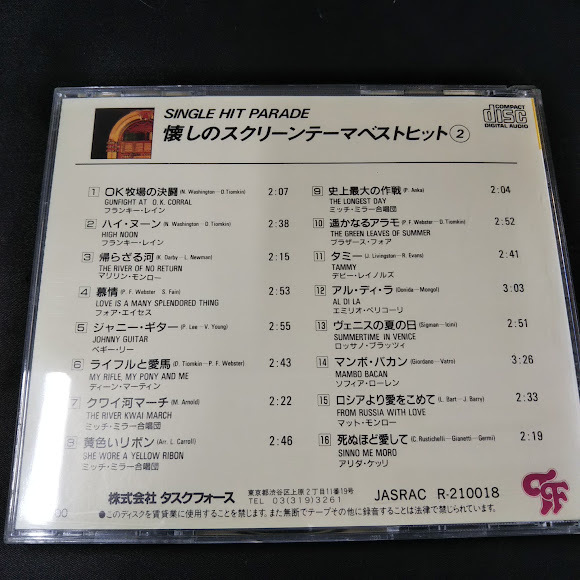 SINGLE HIT PARADE
懐しのスクリーンテーマベストヒット②
COMPACT
disc
DIGITAL AUDIO
1 OK牧場の決闘 (N. Washington-D.Tiomkin) 2:07
GUNFIGHT AT O.K. CORRAL
フランキー・レイン
2 ハイ・ヌーン (N. Washington-D.Tiomkin) 2:38
HIGH NOON
フランキー・レイン
3 帰らざる河 (K. Darby-L. Newman) 2:15
THE RIVER OF NO RETURN
マリリン・モンロー
4 慕情 (P. F. Webster-S. Fain) 2:53
LOVE IS A MANY SPLENDORED THING
フォア・エイセス
5 ジャニー・ギター (P. Lee-V. Young) 2:55
JOHNNY GUITAR
ペギー・リー
6 ライフルと愛馬 (D. Tiomkin-P. F. Webster) 2:43
MY RIFLE, MY PONY AND ME
ディーン・マーティン
7 クワイ河マーチ (M. Arnold) 2:22
THE RIVER KWAI MARCH
ミッチ・ミラー合唱団
8 黄色いリボン (Arr. L. Carroll) 2:46
SHE WORE A YELLOW RIBON
ミッチ・ミラー合唱団
9 史上最大の作戦 (P. Anka) 2:04
THE LONGEST DAY
ミッチ・ミラー合唱団
10 遥かなるアラモ (P. F. Webster-D. Tiomkin) 2:52
THE GREEN LEAVES OF SUMMER
ブラザース・フォア
11 タミー (J. Livingston-R. Evans) 2:41
TAMMY
デビー・レイノルズ
12 アル・ディ・ラ (Donida-Mongol) 3:03
AL DI LA
エミリオ・ペリコーリ
13 ヴェニスの夏の日 (Sigman-Icini) 2:51
SUMMERTIME IN VENICE
ロッサノ・ブラッツィ
14 マンボ・バカン (Giordano-Vatro) 3:26
MAMBO BACAN
ソフィア・ローレン
15 ロシアより愛をこめて (L. Bart-J. Barry) 2:33
FROM RUSSIA WITH LOVE
マット・モンロー
16 死ぬほど愛して (C. Rustichelli-Gianetti-Germi) 2:19
SINNO ME MORO
アリダ・ケッリ
株式会社 タスクフォース 東京都渋谷区上原2丁目11番19号
TEL 03(319)3261
JASRAC R-210018
●このディスクを賃貸業に使用することを禁じます。また無断でテープその他に録音することは法律で禁じられています。